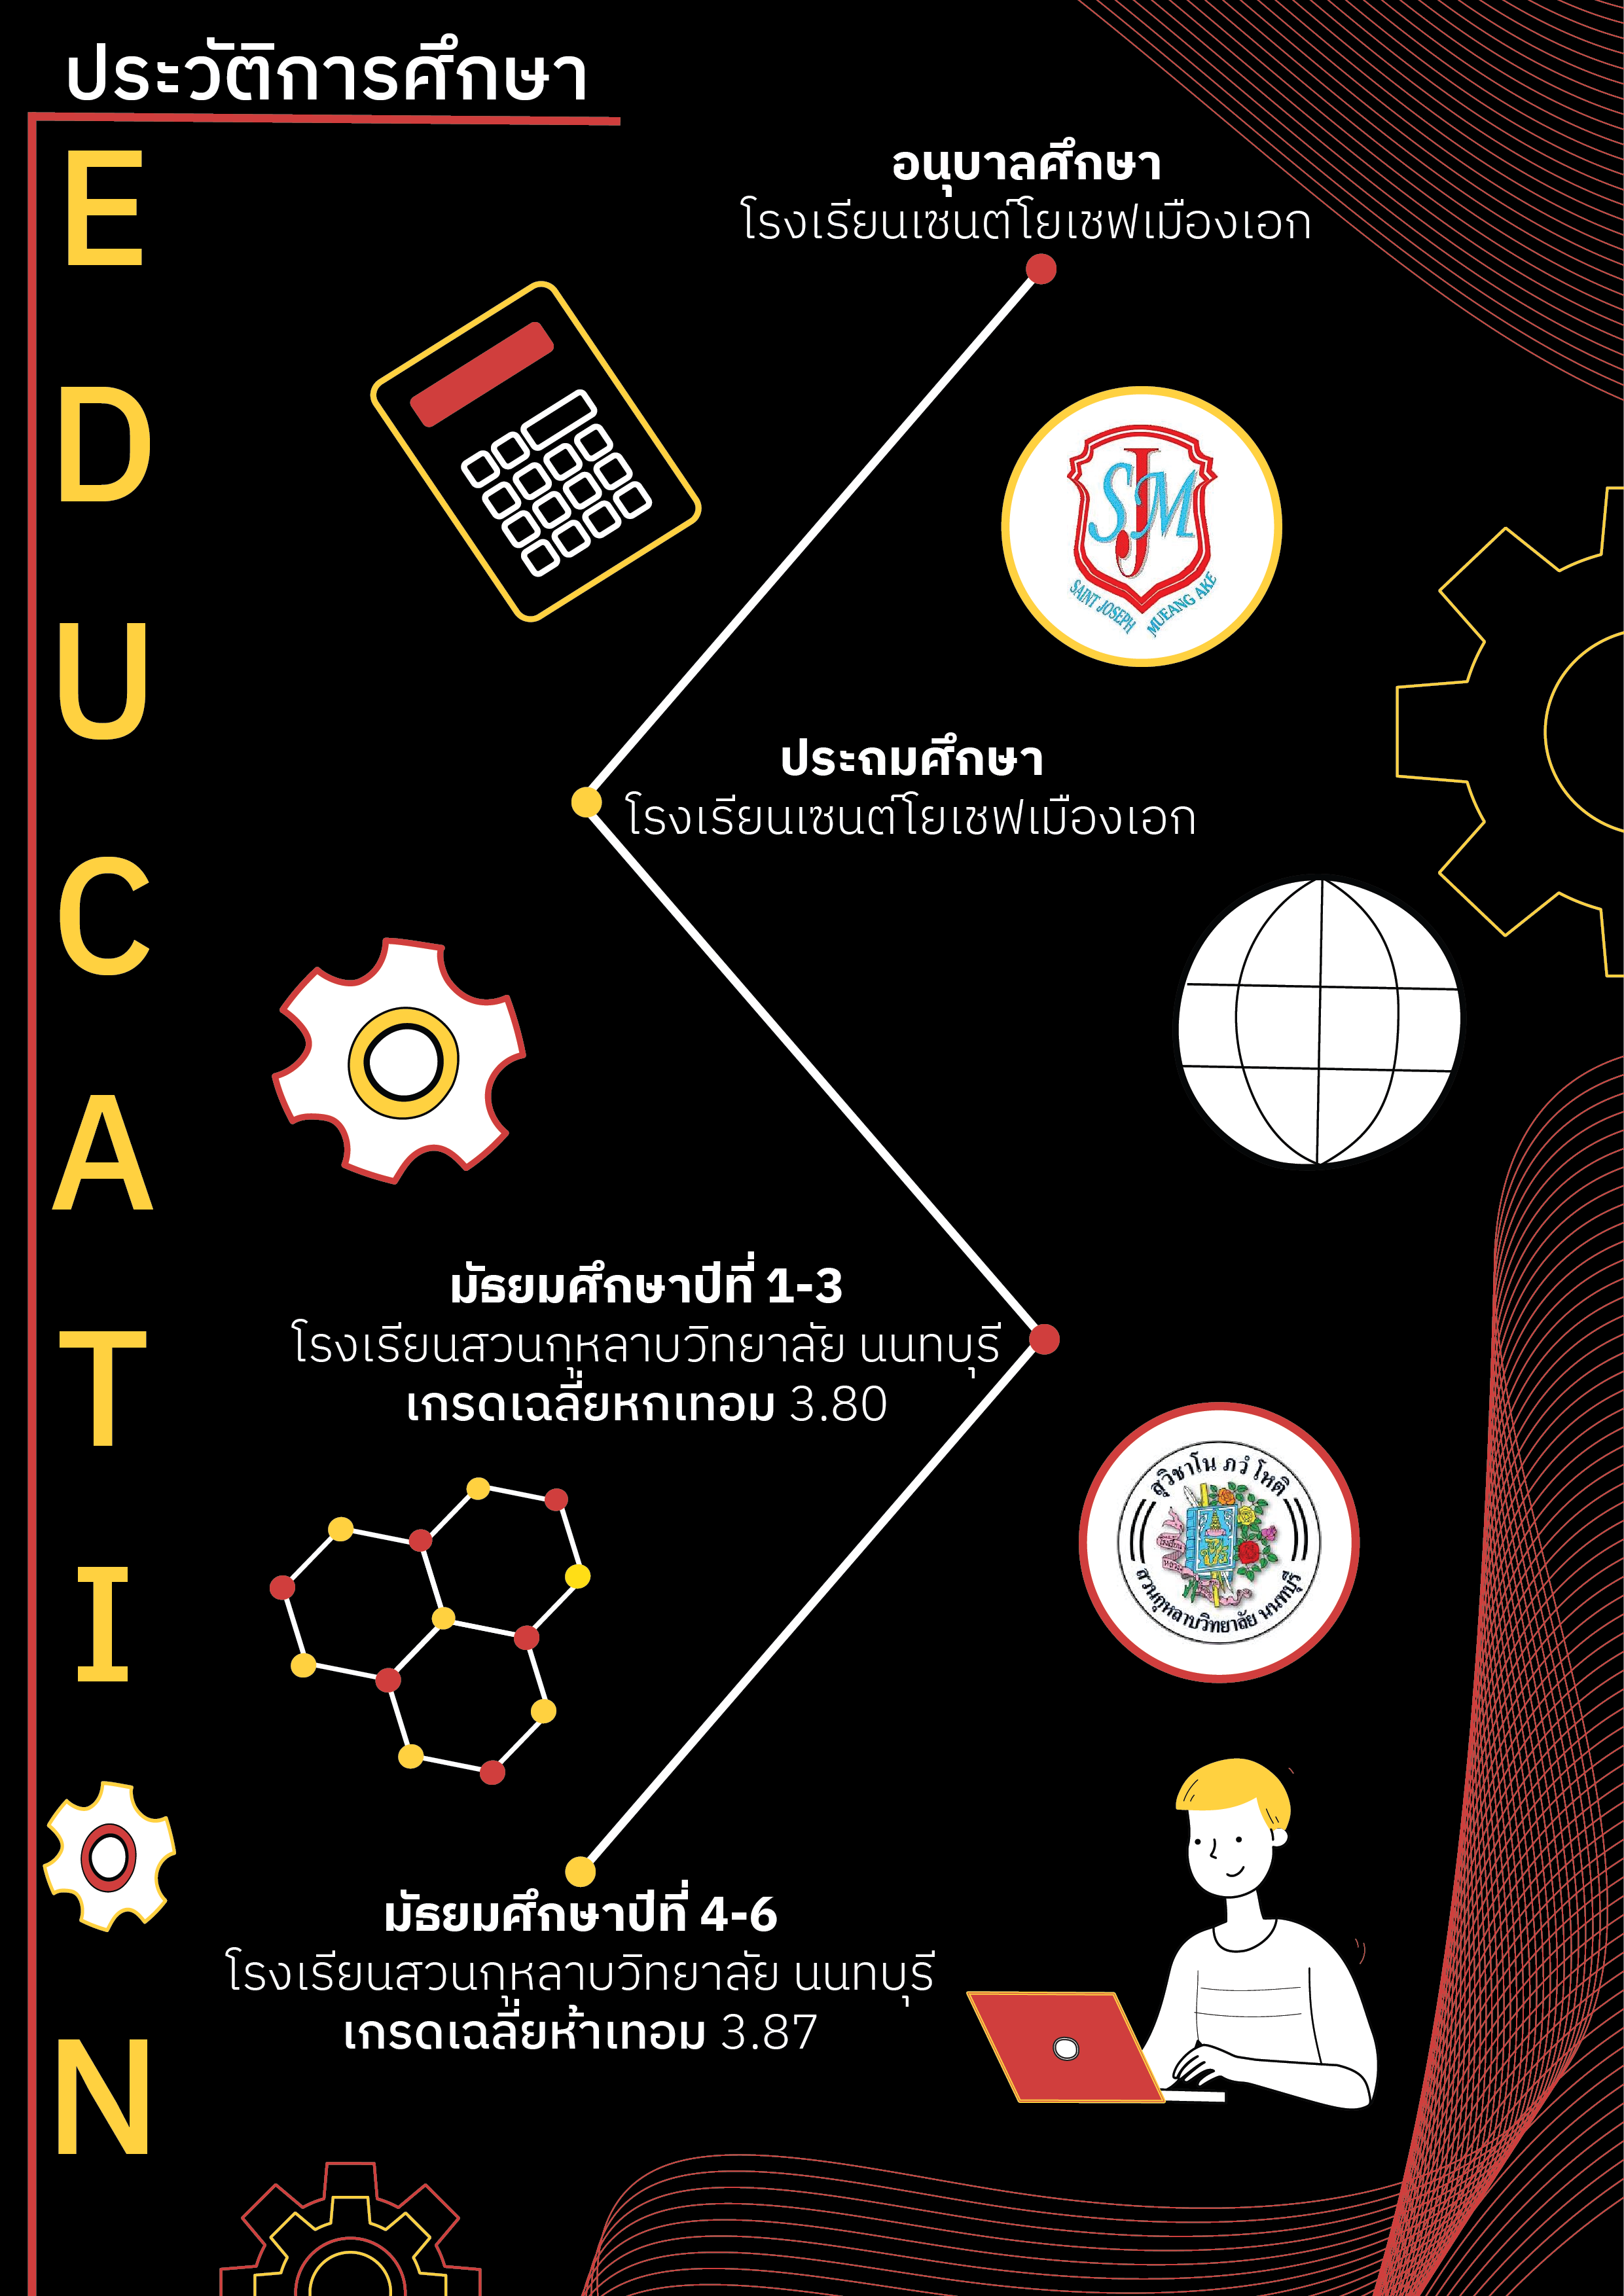 ประวัติการศึกษา
EDUCATI N
อนุบาลศึกษา
โรงเรียนเซนต์โยเซฟเมืองเอก
SJM
SAINT JOSEPH MUEANG AKE
ประถมศึกษา
โรงเรียนเซนต์โยเซฟเมืองเอก
มัธยมศึกษาปีที่ 1-3
โรงเรียนสวนกุหลาบวิทยาลัย นนทบุรี
เกรดเฉลี่ยหกเทอม 3.80
สุวิชาโน ภวํ โหติ
สวนกุหลาบวิทยาลัย นนทบุรี
มัธยมศึกษาปีที่ 4-6
โรงเรียนสวนกุหลาบวิทยาลัย นนทบุรี
เกรดเฉลี่ยห้าเทอม 3.87